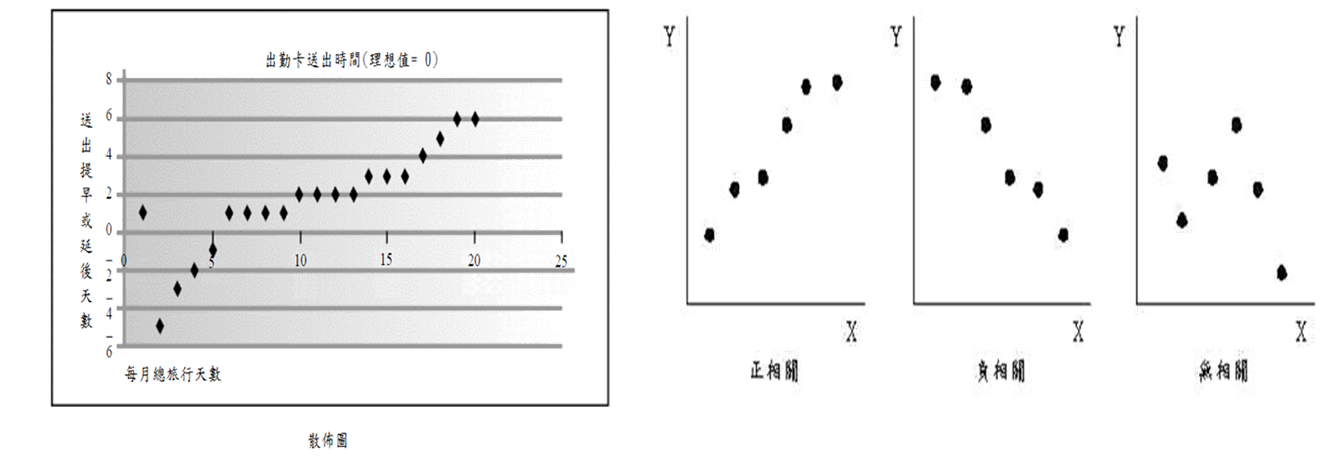 出勤卡送出時間(理想值= 0)
送出提早或延後天數
8
6
4
2
0
-2
-4
-6
0 5 10 15 20 25
每月總旅行天數
散佈圖
Y
X
正相關
Y
X
負相關
Y
X
無相關